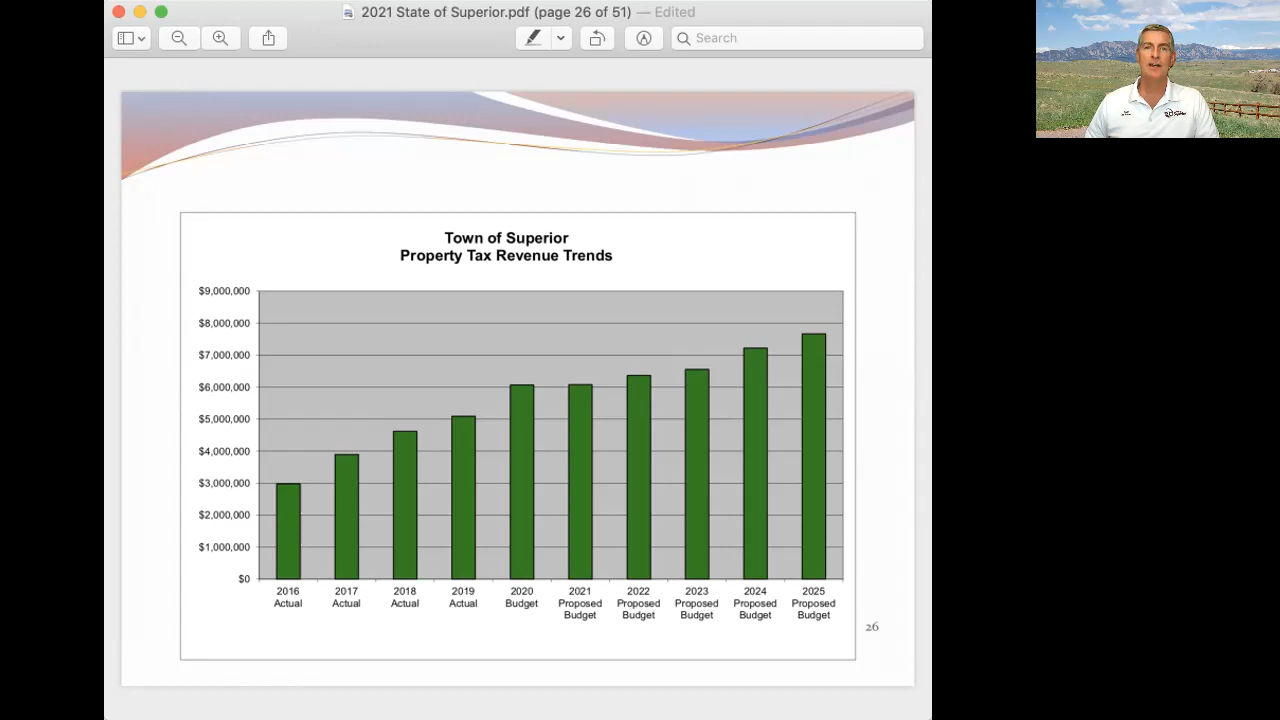 2021 State of Superior.pdf (page 26 of 51) — Edited
Search
Town of Superior
Property Tax Revenue Trends
$9,000,000
$8,000,000
$7,000,000
$6,000,000
$5,000,000
$4,000,000
$3,000,000
$2,000,000
$1,000,000
$0
2016 2017 2018 2019 2020 2021 2022 2023 2024 2025
Actual Actual Actual Actual Budget Proposed Proposed Proposed Proposed Proposed
Budget Budget Budget Budget Budget
26